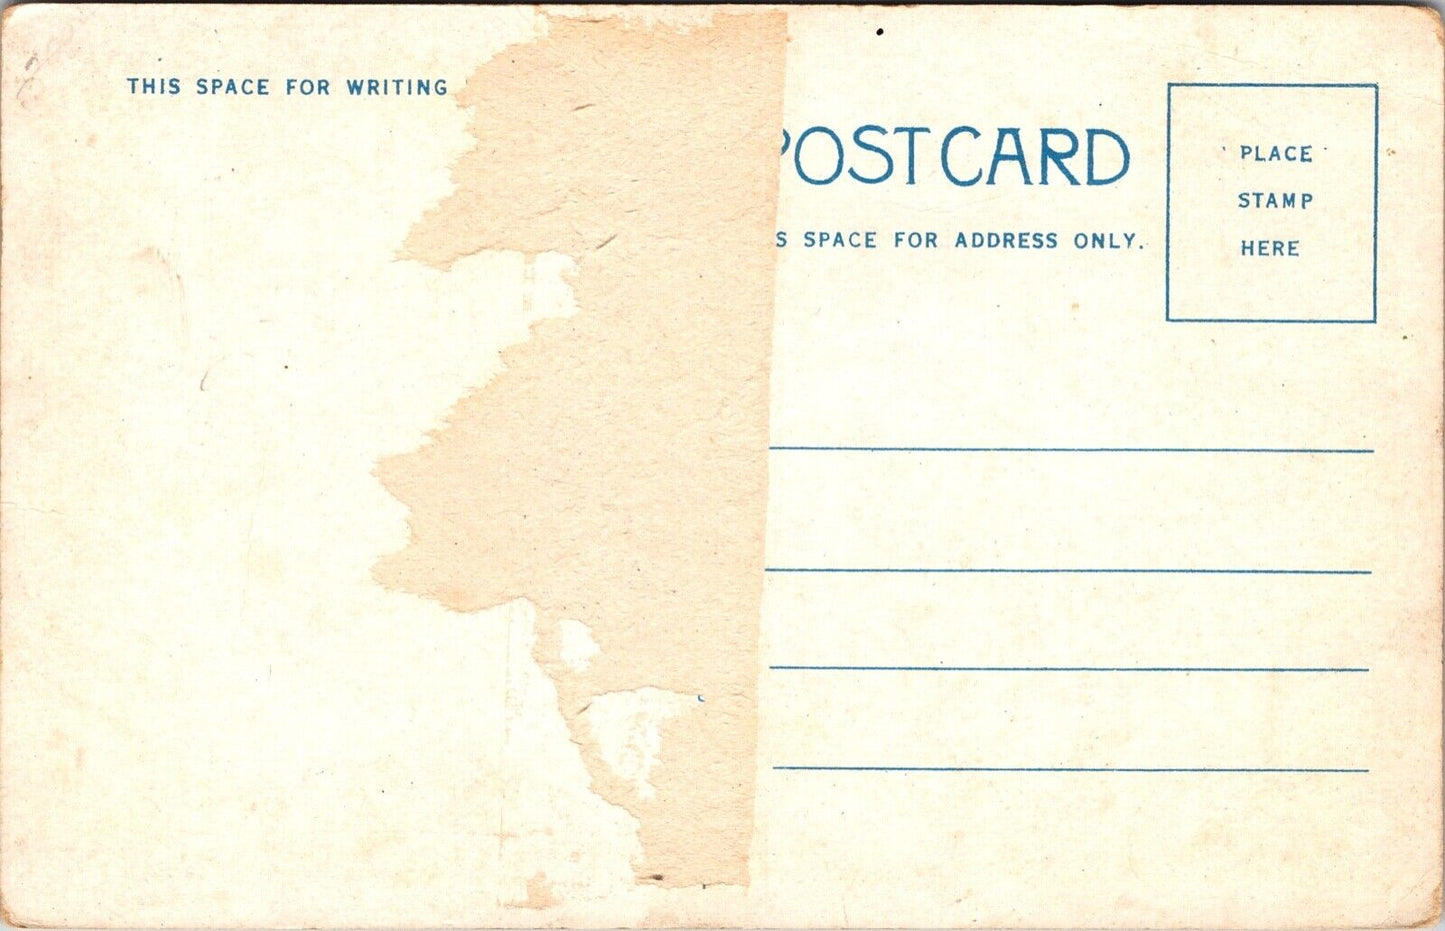 THIS SPACE FOR WRITING
POSTCARD
S SPACE FOR ADDRESS ONLY.
PLACE
STAMP
HERE